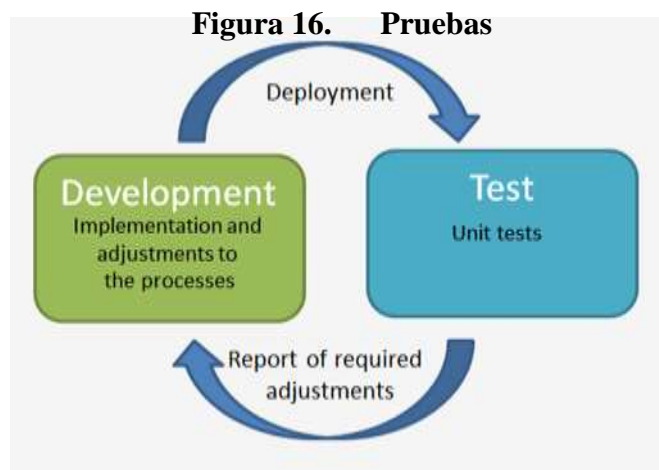 Figura 16. Pruebas
Deployment
Development
Implementation and
adjustments to
the processes
Test
Unit tests
Report of required
adjustments